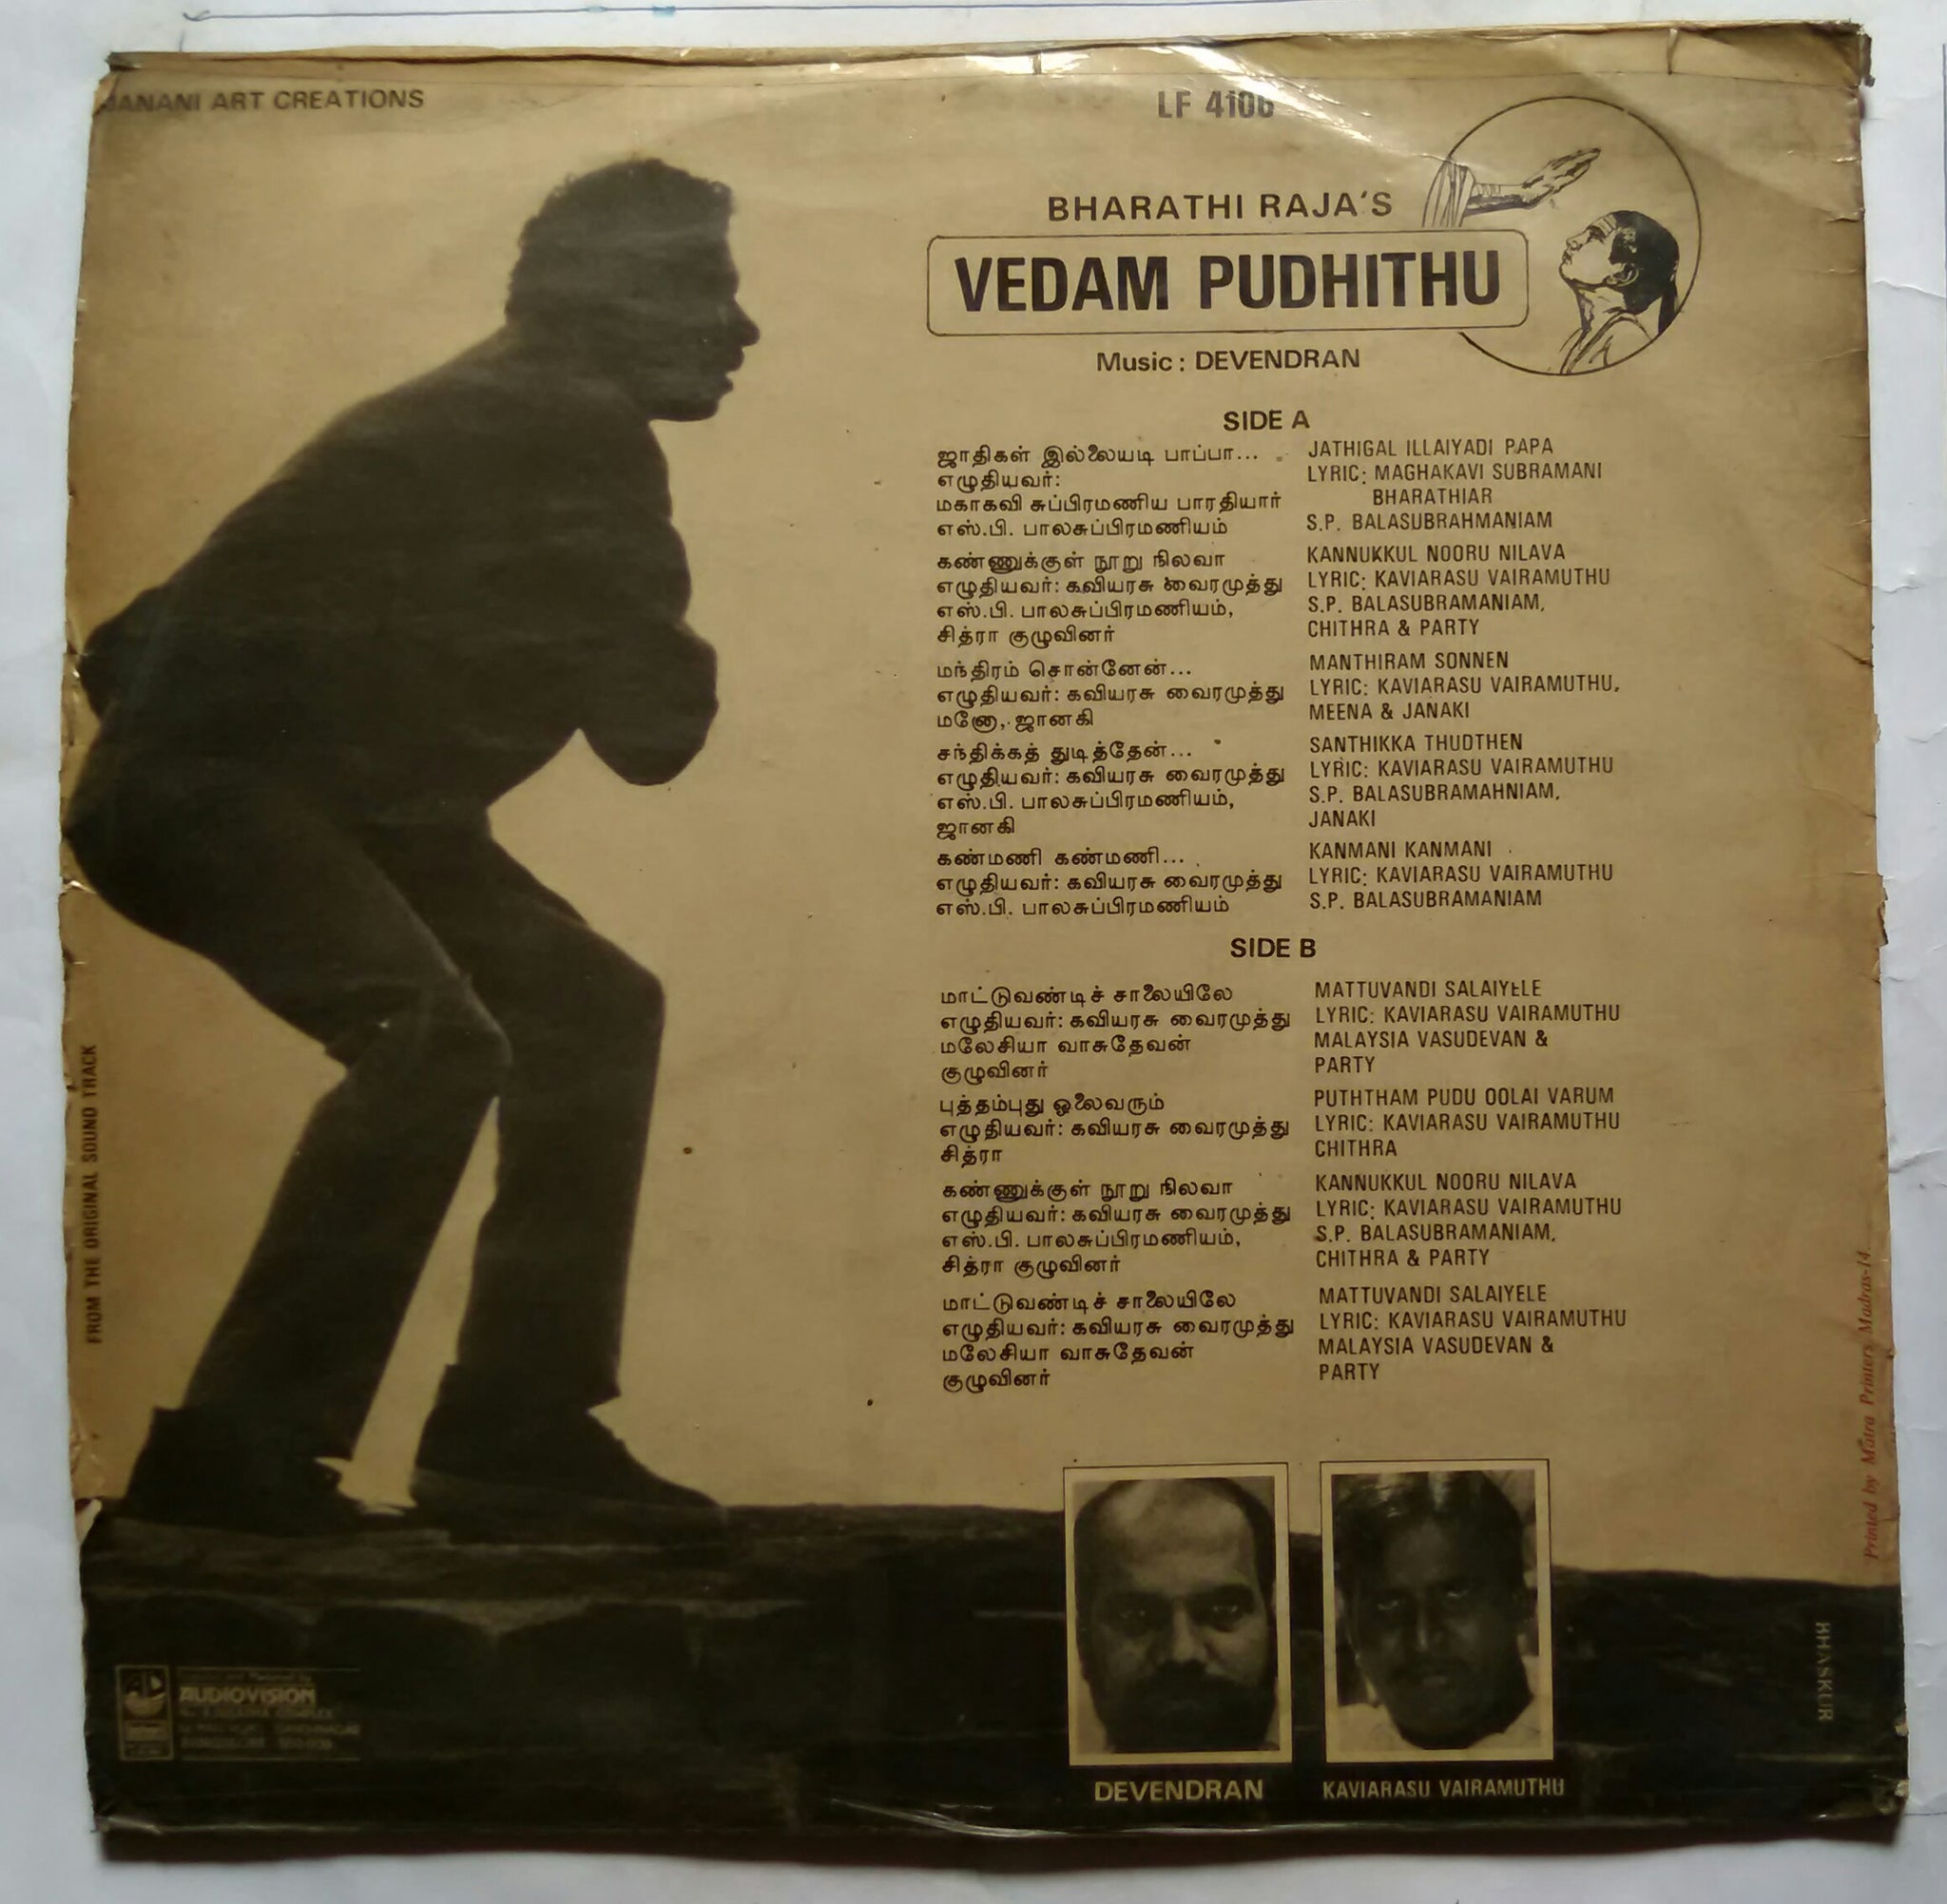 JANANI ART CREATIONS
LF 4106
BHARATHI RAJA'S
VEDAM PUDHITHU
Music : DEVENDRAN
SIDE A
ஜாதிகள் இல்லையடி பாப்பா...
எழுதியவர்:
மகாகவி சுப்பிரமணிய பாரதியார்
எஸ்.பி. பாலசுப்பிரமணியம்
JATHIGAL ILLAIYADI PAPA
LYRIC: MAGHAKAVI SUBRAMANI
BHARATHIAR
S.P. BALASUBRAHMANIAM
கண்ணுக்குள் நூறு நிலவா
எழுதியவர்: கவியரசு வைரமுத்து
எஸ்.பி. பாலசுப்பிரமணியம்,
சித்ரா குழுவினர்
KANNUKKUL NOORU NILAVA
LYRIC: KAVIARASU VAIRAMUTHU
S.P. BALASUBRAMANIAM,
CHITHRA & PARTY
மந்திரம் சொன்னேன்...
எழுதியவர்: கவியரசு வைரமுத்து
மனோ, ஜானகி
MANTHIRAM SONNEN
LYRIC: KAVIARASU VAIRAMUTHU,
MEENA & JANAKI
சந்திக்கத் துடித்தேன்...
எழுதியவர்: கவியரசு வைரமுத்து
எஸ்.பி. பாலசுப்பிரமணியம்,
ஜானகி
SANTHIKKA THUDTHEN
LYRIC: KAVIARASU VAIRAMUTHU
S.P. BALASUBRAMAHNIAM,
JANAKI
கண்மணி கண்மணி...
எழுதியவர்: கவியரசு வைரமுத்து
எஸ்.பி. பாலசுப்பிரமணியம்
KANMANI KANMANI
LYRIC: KAVIARASU VAIRAMUTHU
S.P. BALASUBRAMANIAM
SIDE B
மாட்டுவண்டிச் சாலையிலே
எழுதியவர்: கவியரசு வைரமுத்து
மலேசியா வாசுதேவன்
குழுவினர்
MATTUVANDI SALAIYELE
LYRIC: KAVIARASU VAIRAMUTHU
MALAYSIA VASUDEVAN &
PARTY
புத்தம்புது ஓலைவரும்
எழுதியவர்: கவியரசு வைரமுத்து
சித்ரா
PUTHTHAM PUDU OOLAI VARUM
LYRIC: KAVIARASU VAIRAMUTHU
CHITHRA
கண்ணுக்குள் நூறு நிலவா
எழுதியவர்: கவியரசு வைரமுத்து
எஸ்.பி. பாலசுப்பிரமணியம்,
சித்ரா குழுவினர்
KANNUKKUL NOORU NILAVA
LYRIC: KAVIARASU VAIRAMUTHU
S.P. BALASUBRAMANIAM,
CHITHRA & PARTY
மாட்டுவண்டிச் சாலையிலே
எழுதியவர்: கவியரசு வைரமுத்து
மலேசியா வாசுதேவன்
குழுவினர்
MATTUVANDI SALAIYELE
LYRIC: KAVIARASU VAIRAMUTHU
MALAYSIA VASUDEVAN &
PARTY
FROM THE ORIGINAL SOUND TRACK
Printed by Matra Printers, Madras-14.
BHASKUR
AUDIOVISION
DEVENDRAN
KAVIARASU VAIRAMUTHU